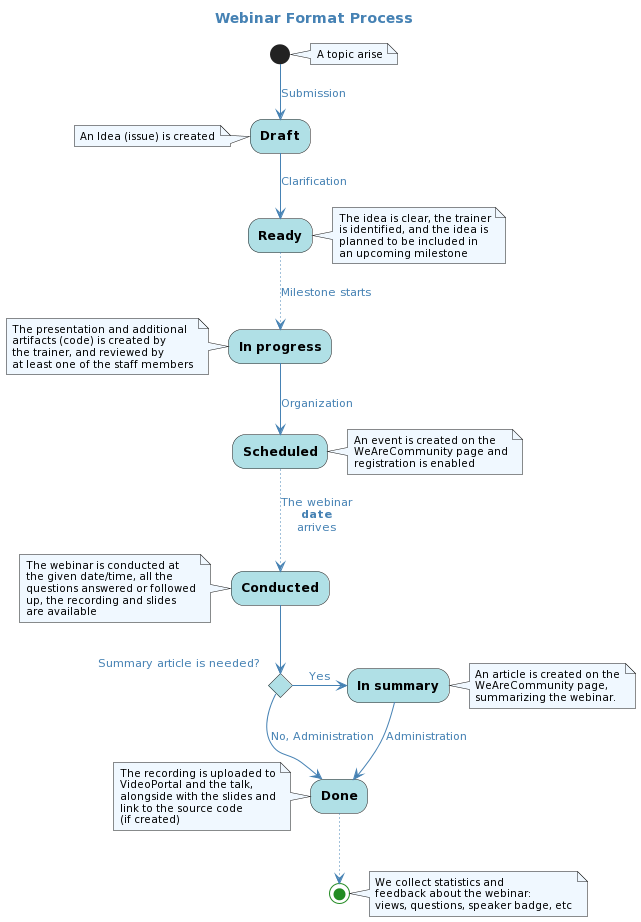 Webinar Format Process
A topic arise
Submission
An Idea (issue) is created
Draft
Clarification
Ready
The idea is clear, the trainer
is identified, and the idea is
planned to be included in
an upcoming milestone
Milestone starts
The presentation and additional
artifacts (code) is created by
the trainer, and reviewed by
at least one of the staff members
In progress
Organization
Scheduled
An event is created on the
WeAreCommunity page and
registration is enabled
The webinar
date
arrives
The webinar is conducted at
the given date/time, all the
questions answered or followed
up, the recording and slides
are available
Conducted
Summary article is needed?
Yes
In summary
An article is created on the
WeAreCommunity page,
summarizing the webinar.
No, Administration
Administration
The recording is uploaded to
VideoPortal and the talk,
alongside with the slides and
link to the source code
(if created)
Done
We collect statistics and
feedback about the webinar:
views, questions, speaker badge, etc